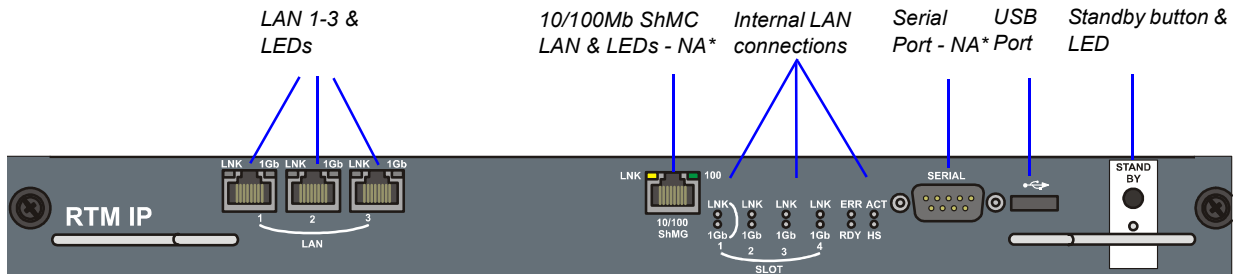 LAN 1-3 &
LEDs
10/100Mb ShMC
LAN & LEDs - NA*
Internal LAN
connections
Serial
Port - NA*
USB
Port
Standby button &
LED
LNK 1Gb LNK 1Gb LNK 1Gb
1 2 3
LAN
RTM IP
LNK 100
10/100
ShMG
LNK LNK LNK LNK ERR ACT
1Gb 1Gb 1Gb 1Gb RDY HS
1 2 3 4
SLOT
SERIAL
STAND
BY